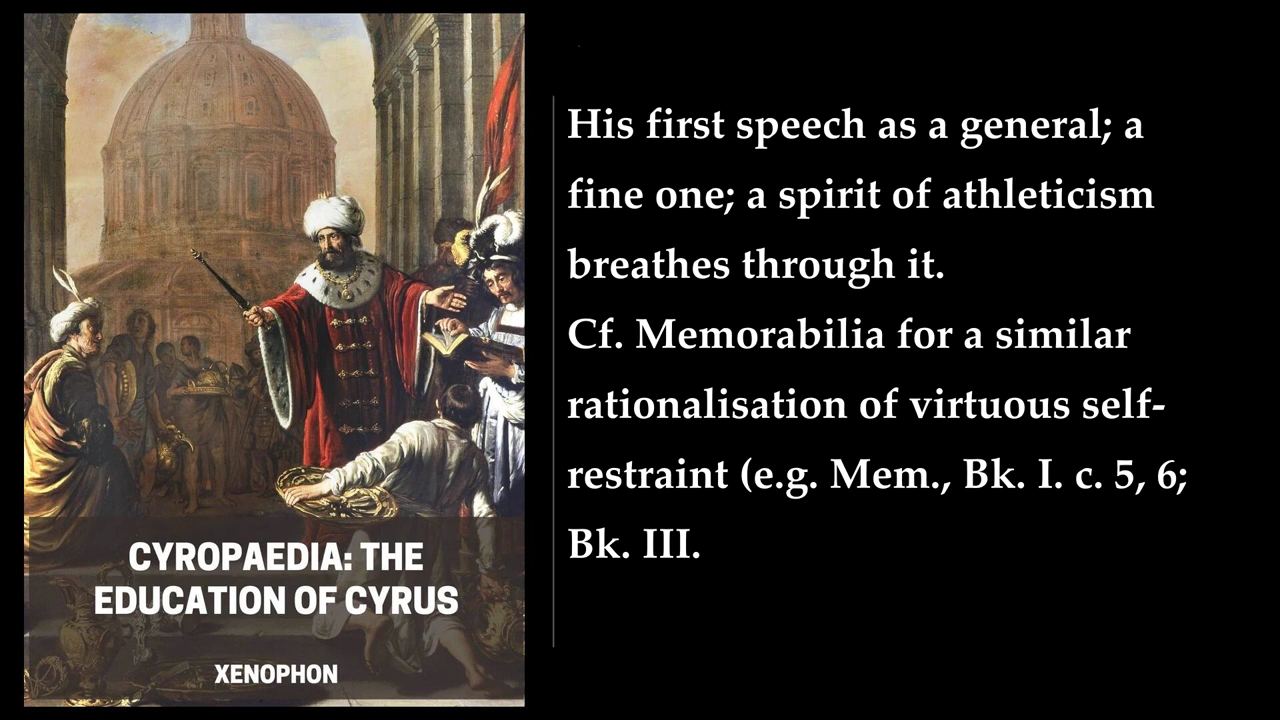 CYROPAEDIA: THE
EDUCATION OF CYRUS
XENOPHON
His first speech as a general; a
fine one; a spirit of athleticism
breathes through it.
Cf. Memorabilia for a similar
rationalisation of virtuous self-
restraint (e.g. Mem., Bk. I. c. 5, 6;
Bk. III.